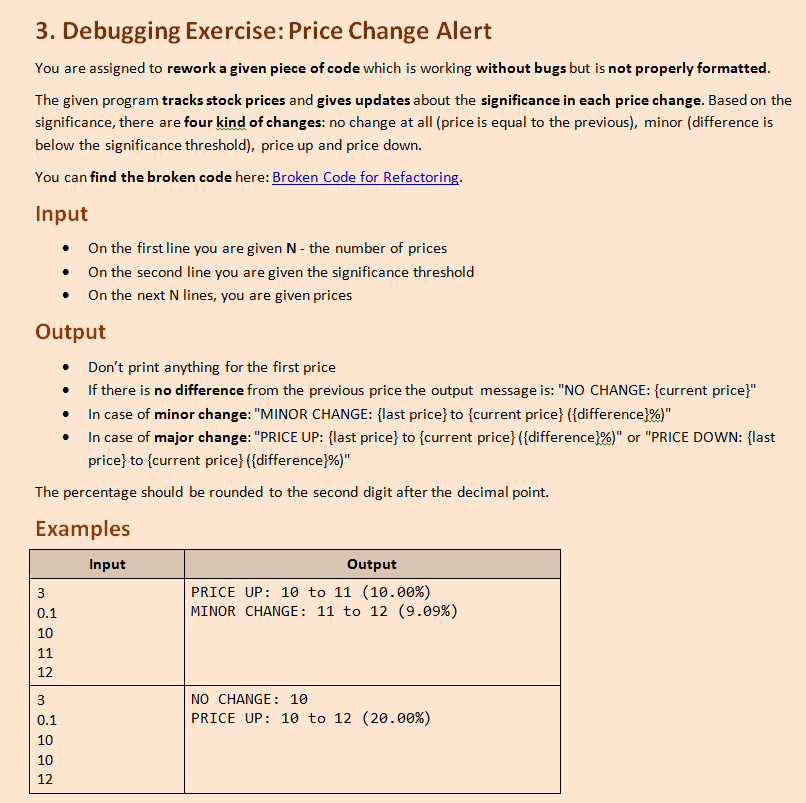 3. Debugging Exercise: Price Change Alert
You are assigned to rework a given piece of code which is working without bugs but is not properly formatted.
The given program tracks stock prices and gives updates about the significance in each price change. Based on the
significance, there are four kind of changes: no change at all (price is equal to the previous), minor (difference is
below the significance threshold), price up and price down.
You can find the broken code here: Broken Code for Refactoring.
Input
• On the first line you are given N - the number of prices
• On the second line you are given the significance threshold
• On the next N lines, you are given prices
Output
• Don't print anything for the first price
• If there is no difference from the previous price the output message is: "NO CHANGE: {current price}"
• In case of minor change: "MINOR CHANGE: {last price} to {current price} ({difference}%)"
• In case of major change: "PRICE UP: {last price} to {current price} ({difference}%)" or "PRICE DOWN: {last
price} to {current price} ({difference}%)"
The percentage should be rounded to the second digit after the decimal point.
Examples
Input Output
3 PRICE UP: 10 to 11 (10.00%)
0.1 MINOR CHANGE: 11 to 12 (9.09%)
10
11
12
3 NO CHANGE: 10
0.1 PRICE UP: 10 to 12 (20.00%)
10
10
12